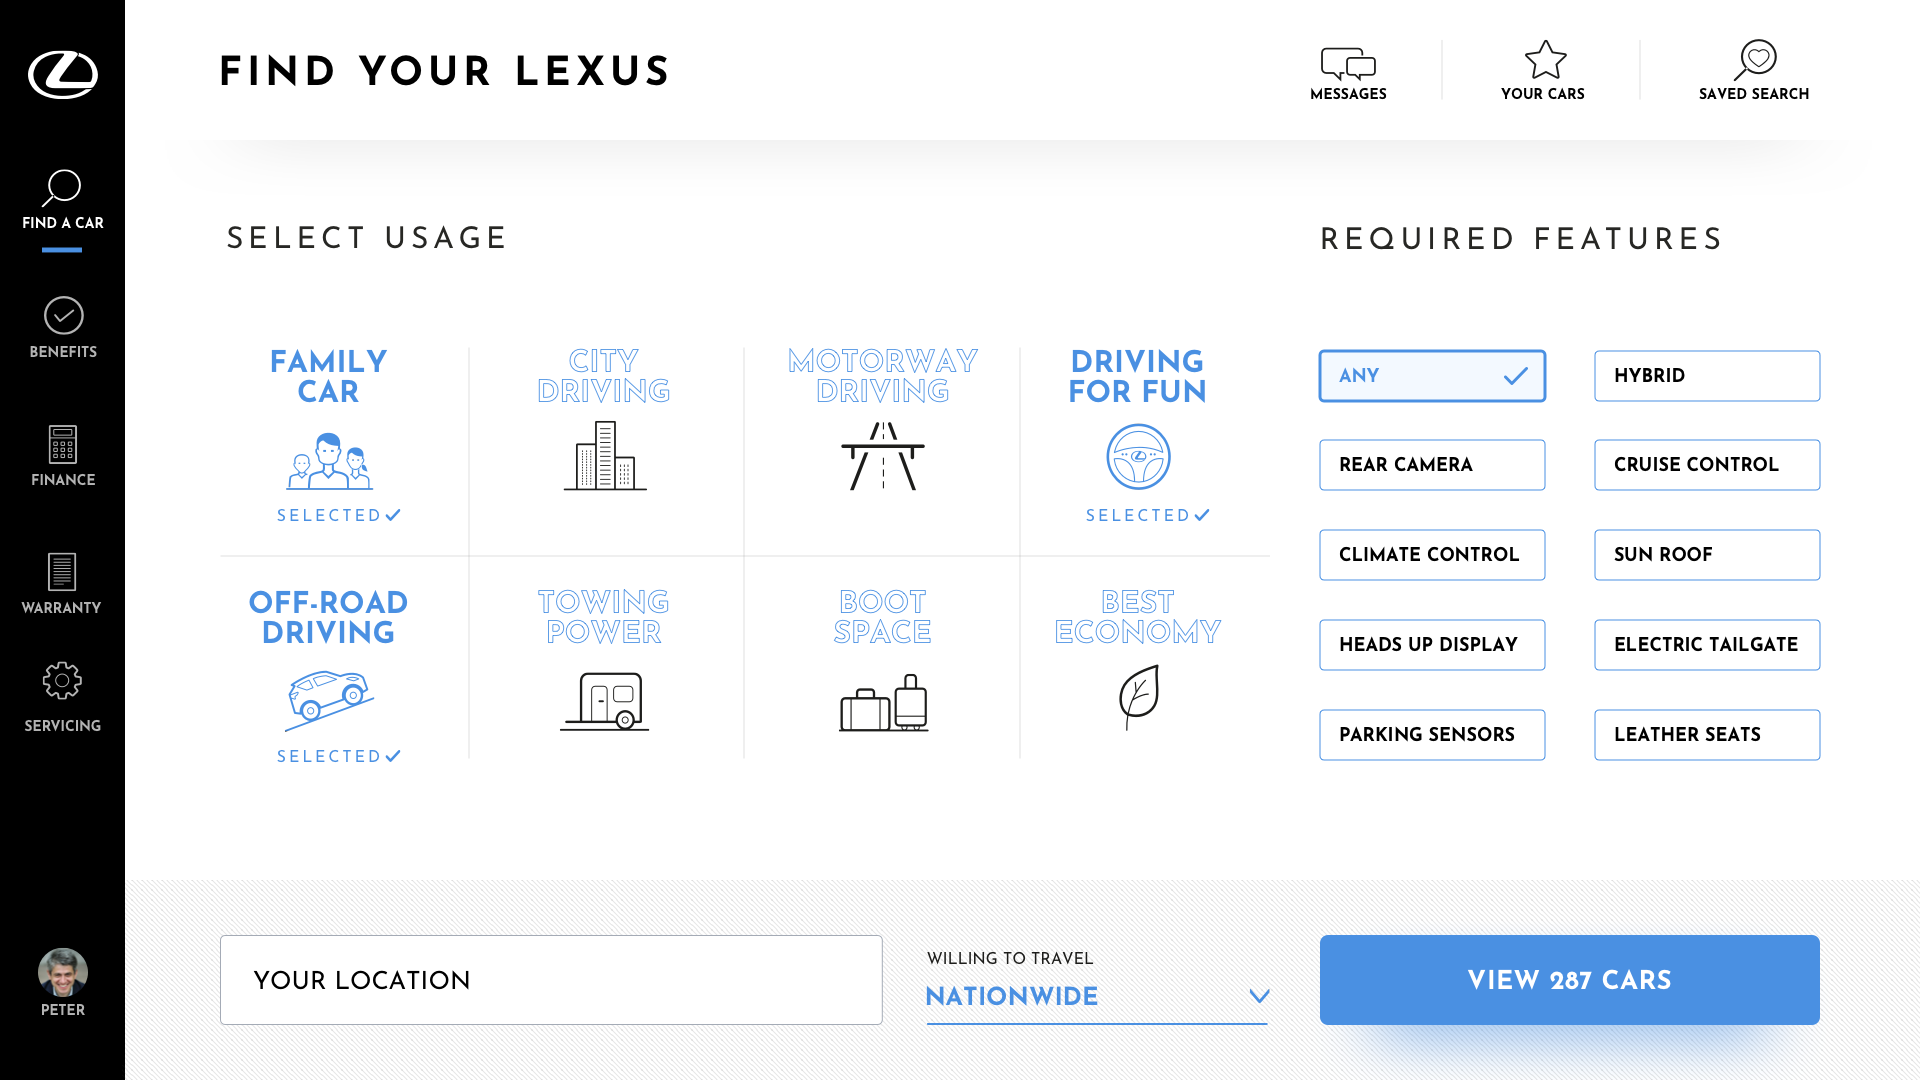 FIND YOUR LEXUS
MESSAGES
YOUR CARS
SAVED SEARCH
FIND A CAR
BENEFITS
FINANCE
WARRANTY
SERVICING
PETER
SELECT USAGE
FAMILY
CAR
SELECTED
CITY
DRIVING
MOTORWAY
DRIVING
DRIVING
FOR FUN
SELECTED
OFF-ROAD
DRIVING
SELECTED
TOWING
POWER
BOOT
SPACE
BEST
ECONOMY
REQUIRED FEATURES
ANY
HYBRID
REAR CAMERA
CRUISE CONTROL
CLIMATE CONTROL
SUN ROOF
HEADS UP DISPLAY
ELECTRIC TAILGATE
PARKING SENSORS
LEATHER SEATS
YOUR LOCATION
WILLING TO TRAVEL
NATIONWIDE
VIEW 287 CARS